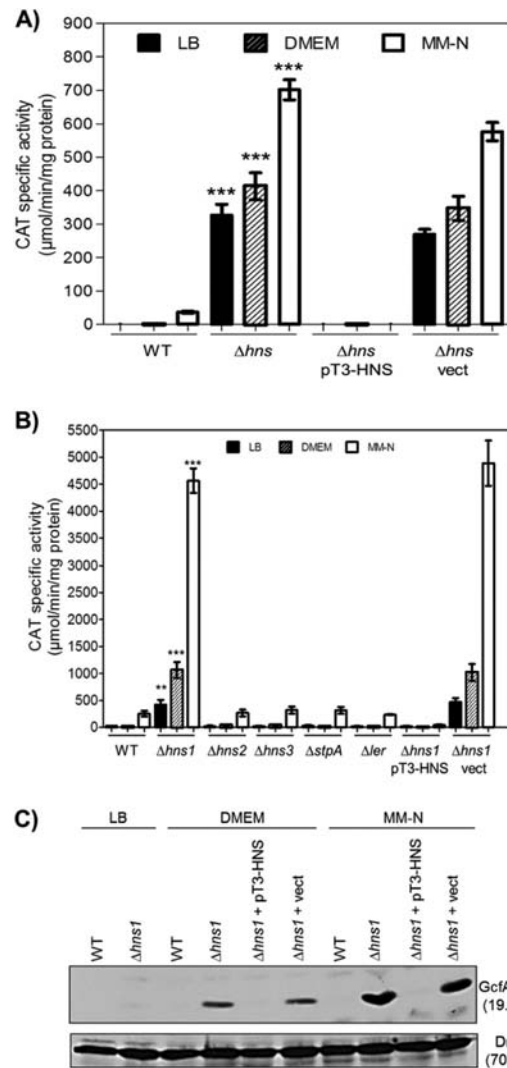 A)
CAT specific activity
(μmol/min/mg protein)
900
800
700
600
500
400
300
200
100
0
LB DMEM MM-N
*** *** ***
WT Δhns Δhns Δhns
pT3-HNS vect
B)
CAT specific activity
(μmol/min/mg protein)
5500
5000
4500
4000
3500
3000
2500
2000
1500
1000
500
0
LB DMEM MM-N
** *** ***
WT Δhns1 Δhns2 Δhns3 ΔstpA Δler Δhns1 Δhns1
pT3-HNS vect
C)
LB DMEM MM-N
WT Δhns1 WT Δhns1 Δhns1 + pT3-HNS Δhns1 + vect WT Δhns1 Δhns1 + pT3-HNS Δhns1 + vect
GcfA
(19.
(70